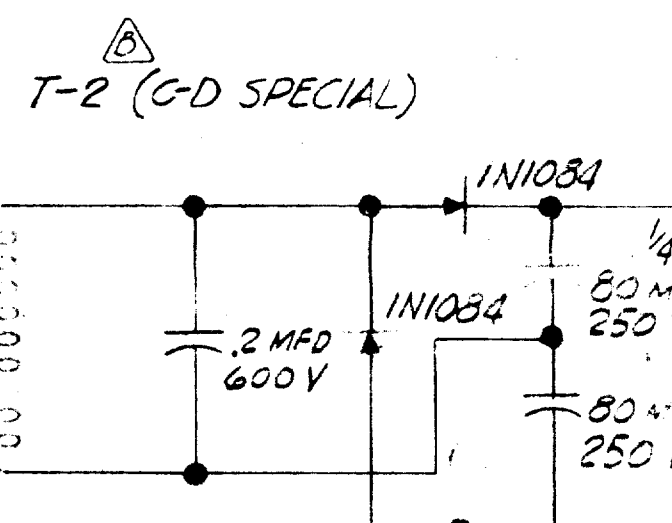 B
T-2 (G-D SPECIAL)
1N1084
1/4
80 M
250
1N1084
.2 MFD
600 V
80
250